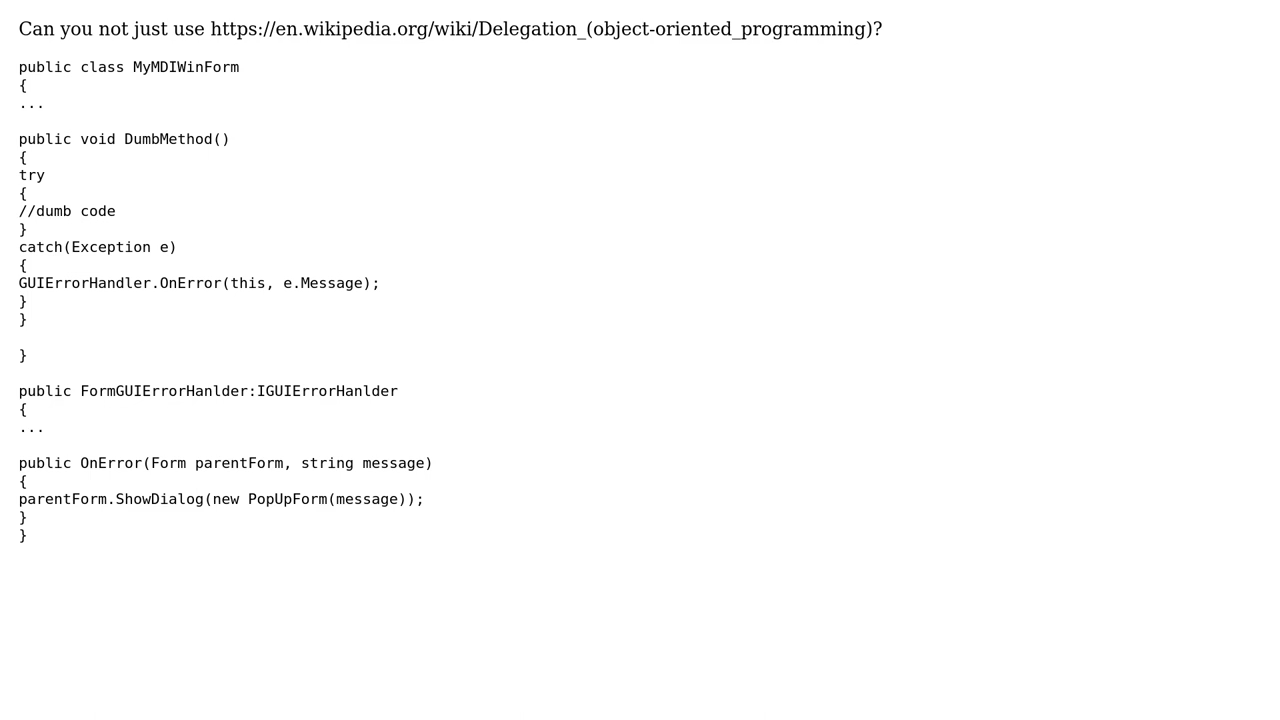 Can you not just use https://en.wikipedia.org/wiki/Delegation_(object-oriented_programming)?
public class MyMDIWinForm
{
...
public void DumbMethod()
{
try
{
//dumb code
}
catch(Exception e)
{
GUIErrorHandler.OnError(this, e.Message);
}
}
}
public FormGUIErrorHanlder:IGUIErrorHanlder
{
...
public OnError(Form parentForm, string message)
{
parentForm.ShowDialog(new PopUpForm(message));
}
}